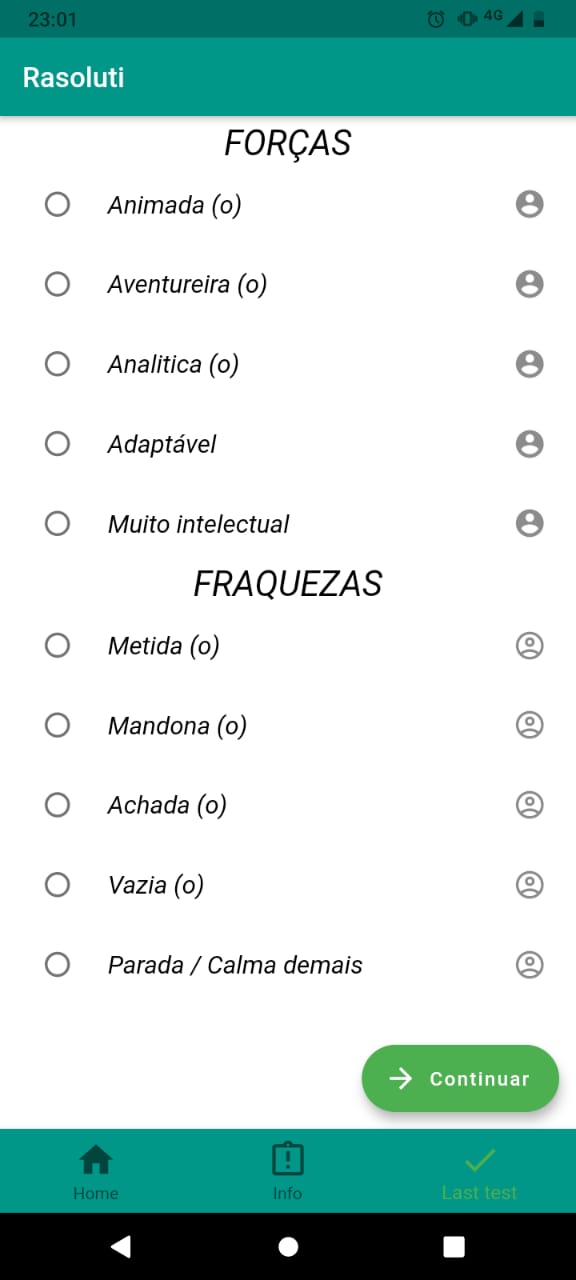 23:01
4G
Rasoluti
FORÇAS
Animada (o)
Aventureira (o)
Analitica (o)
Adaptável
Muito intelectual
FRAQUEZAS
Metida (o)
Mandona (o)
Achada (o)
Vazia (o)
Parada / Calma demais
Continuar
Home
Info
Last test